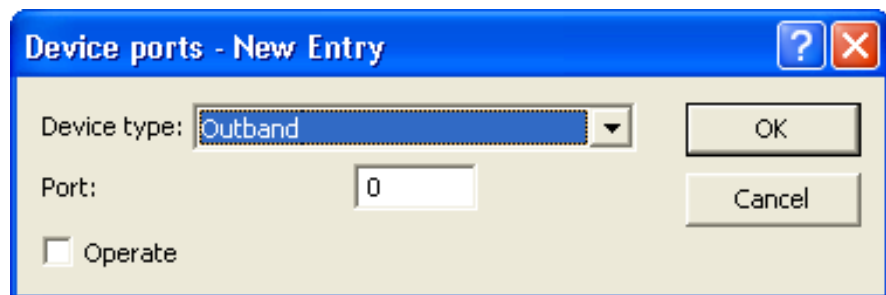 Device ports - New Entry
Device type: Outband
OK
Port: 0
Cancel
Operate